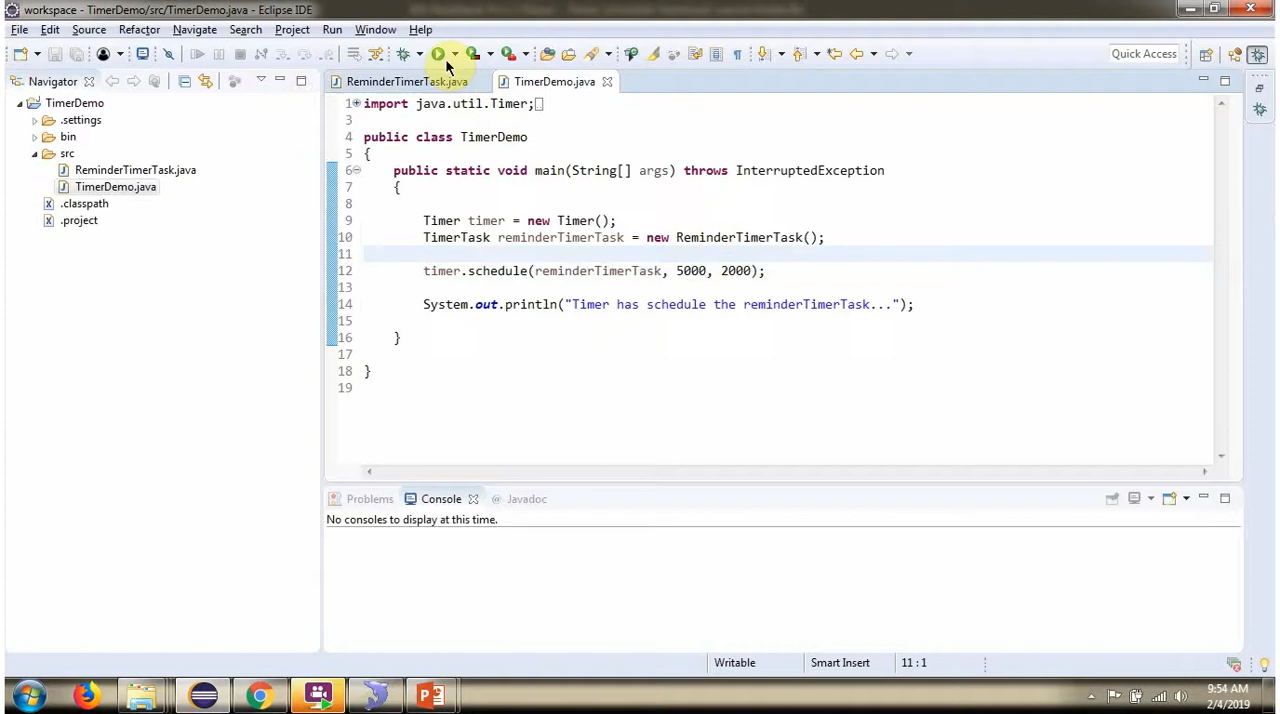 workspace - TimerDemo/src/TimerDemo.java - Eclipse IDE
File Edit Source Refactor Navigate Search Project Run Window Help
Quick Access
Navigator
ReminderTimerTask.java TimerDemo.java
TimerDemo
.settings
bin
src
ReminderTimerTask.java
TimerDemo.java
.classpath
.project
1 import java.util.Timer;
3
4 public class TimerDemo
5 {
6 public static void main(String[] args) throws InterruptedException
7 {
8
9 Timer timer = new Timer();
10 TimerTask reminderTimerTask = new ReminderTimerTask();
11
12 timer.schedule(reminderTimerTask, 5000, 2000);
13
14 System.out.println("Timer has schedule the reminderTimerTask...");
15
16 }
17
18 }
19
Problems Console Javadoc
No consoles to display at this time.
Writable Smart Insert 11 : 1
9:54 AM
2/4/2019